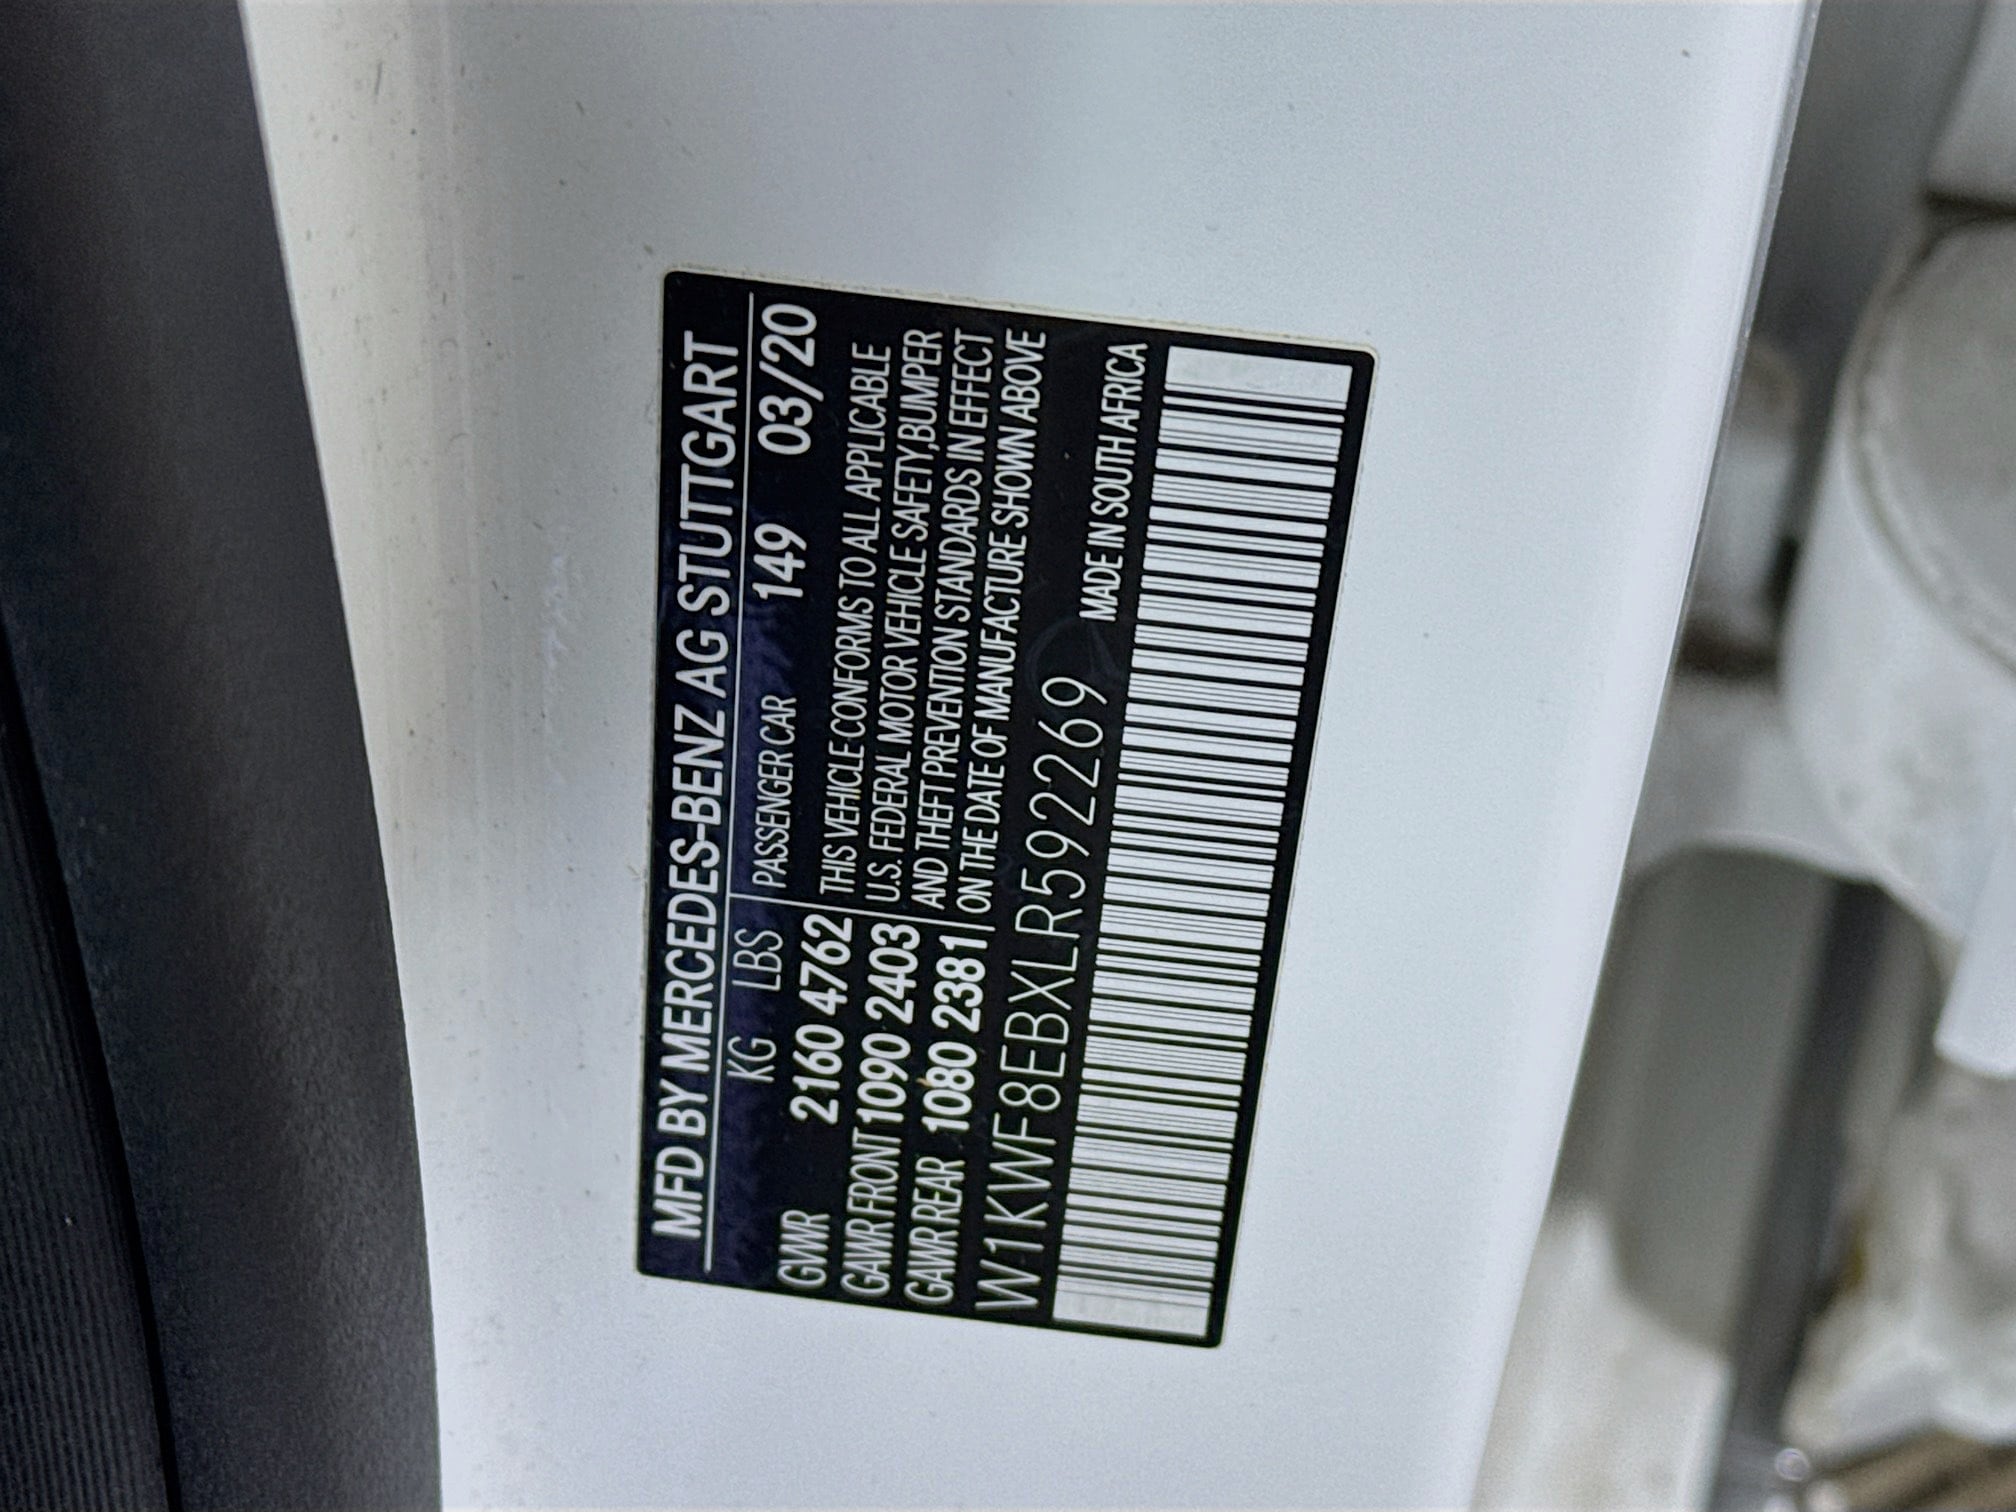 MFD BY MERCEDES-BENZ AG STUTTGART
KG LBS PASSENGER CAR 149 03/20
GVWR 2160 4762 THIS VEHICLE CONFORMS TO ALL APPLICABLE
GAWR FRONT 1090 2403 U.S. FEDERAL MOTOR VEHICLE SAFETY, BUMPER
GAWR REAR 1080 2381 AND THEFT PREVENTION STANDARDS IN EFFECT
ON THE DATE OF MANUFACTURE SHOWN ABOVE
W1KWF8EBXLR592269 MADE IN SOUTH AFRICA